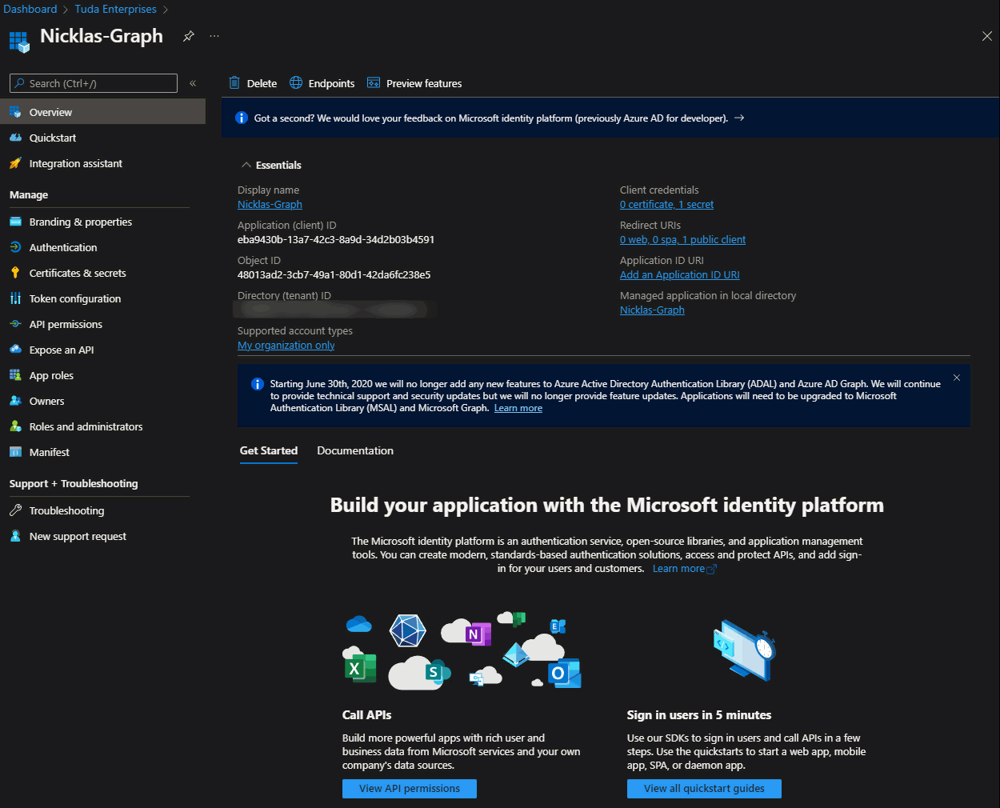 Dashboard > Tuda Enterprises >
Nicklas-Graph
...
Search (Ctrl+/)
«
Delete
Endpoints
Preview features
Overview
Quickstart
Integration assistant
Manage
Branding & properties
Authentication
Certificates & secrets
Token configuration
API permissions
Expose an API
App roles
Owners
Roles and administrators
Manifest
Support + Troubleshooting
Troubleshooting
New support request
Got a second? We would love your feedback on Microsoft identity platform (previously Azure AD for developer). →
Essentials
Display name
Nicklas-Graph
Application (client) ID
eba9430b-13a7-42c3-8a9d-34d2b03b4591
Object ID
48013ad2-3cb7-49a1-80d1-42da6fc238e5
Directory (tenant) ID
Supported account types
My organization only
Client credentials
0 certificate, 1 secret
Redirect URIs
0 web, 0 spa, 1 public client
Application ID URI
Add an Application ID URI
Managed application in local directory
Nicklas-Graph
Starting June 30th, 2020 we will no longer add any new features to Azure Active Directory Authentication Library (ADAL) and Azure AD Graph. We will continue
to provide technical support and security updates but we will no longer provide feature updates. Applications will need to be upgraded to Microsoft
Authentication Library (MSAL) and Microsoft Graph. Learn more
Get Started
Documentation
Build your application with the Microsoft identity platform
The Microsoft identity platform is an authentication service, open-source libraries, and application management
tools. You can create modern, standards-based authentication solutions, access and protect APIs, and add sign-
in for your users and customers. Learn more
N
E
X
S
O
Call APIs
Build more powerful apps with rich user and
business data from Microsoft services and your own
company's data sources.
View API permissions
Sign in users in 5 minutes
Use our SDKs to sign in users and call APIs in a few
steps. Use the quickstarts to start a web app, mobile
app, SPA, or daemon app.
View all quickstart guides